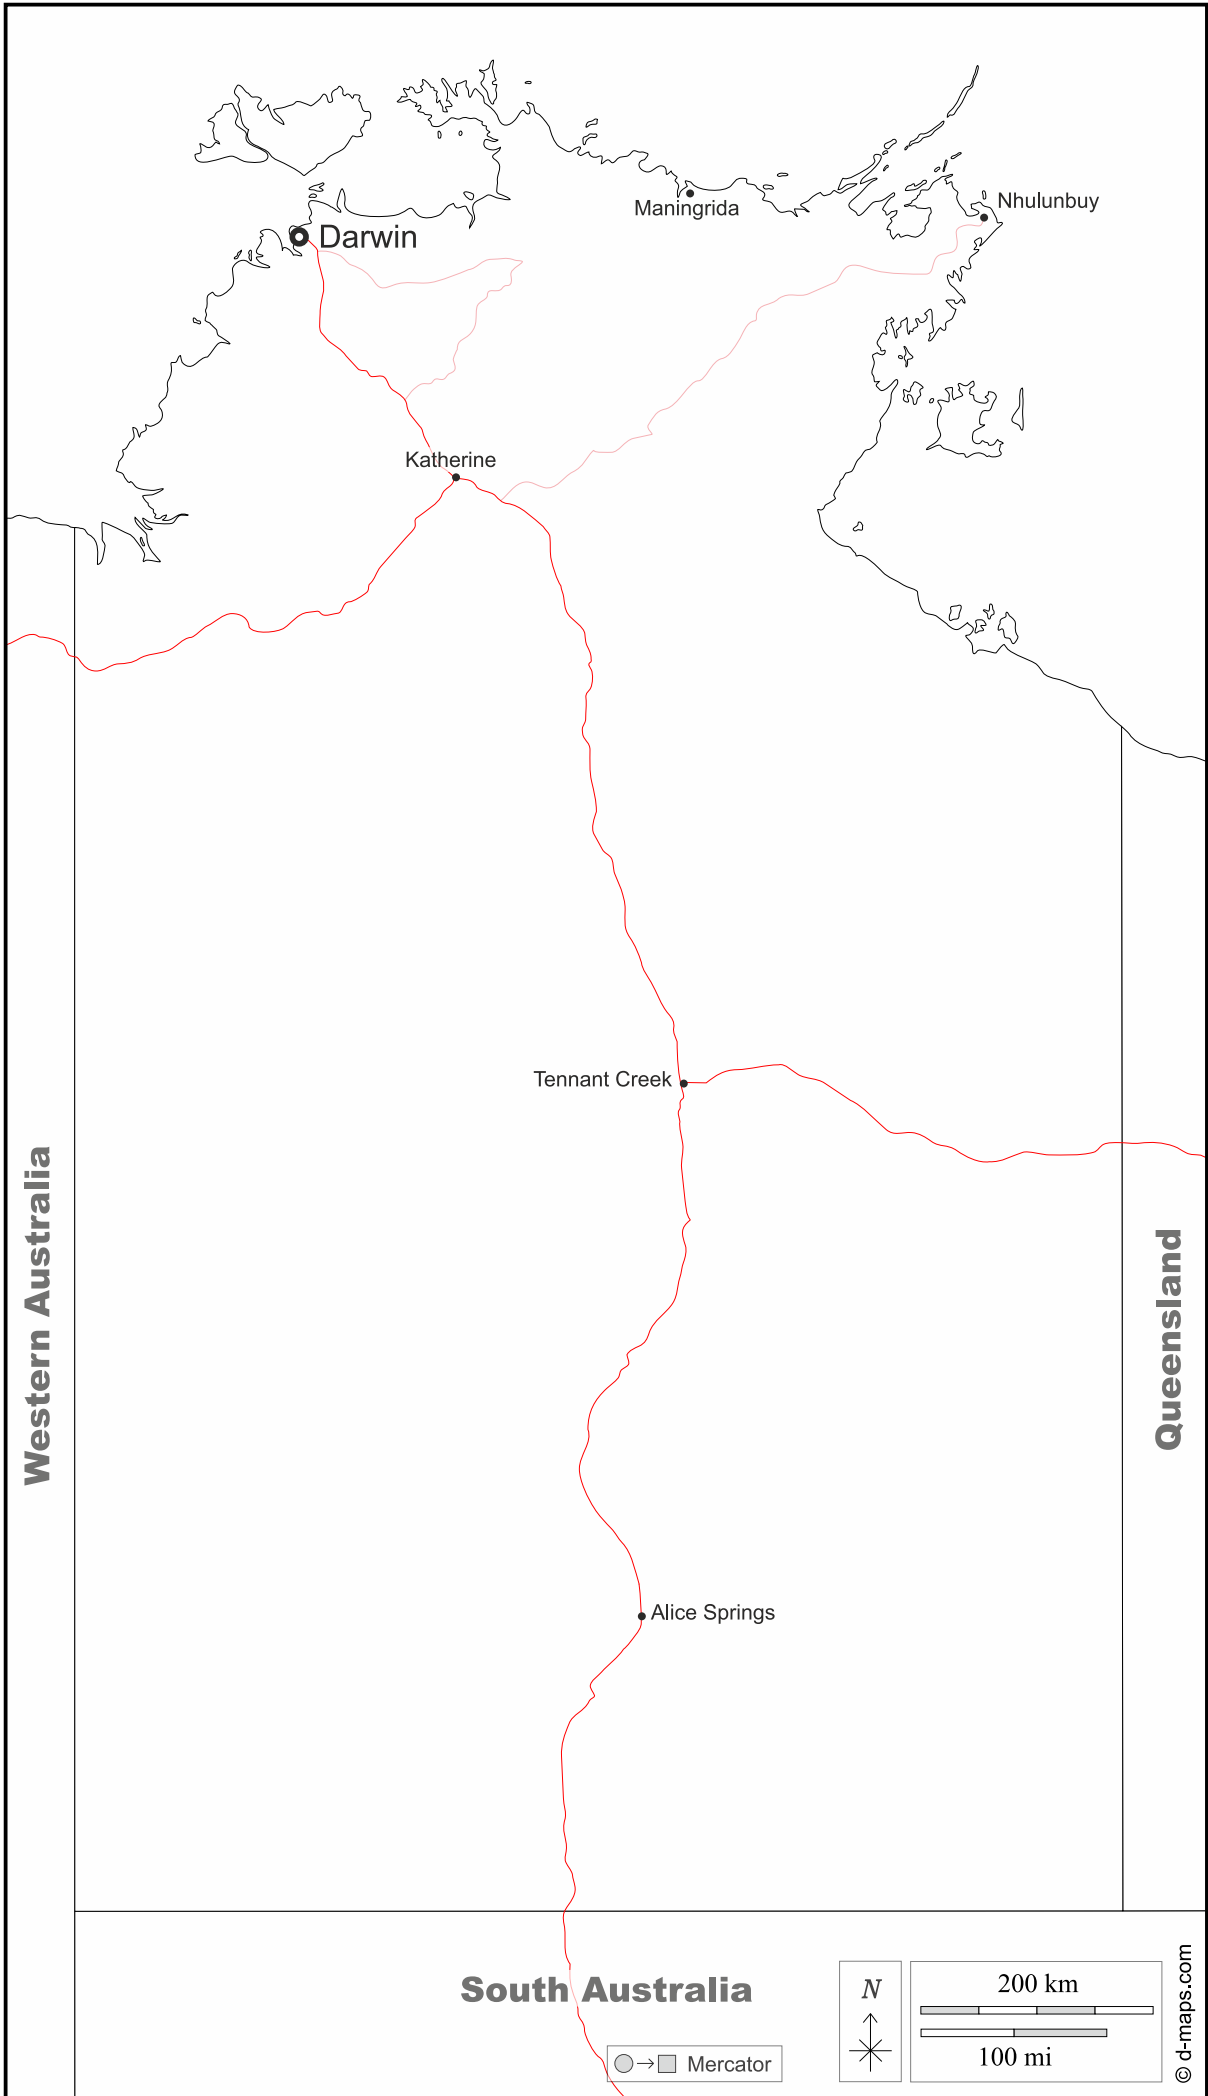 Maningrida
Nhulunbuy
Darwin
Katherine
Tennant Creek
Western Australia
Queensland
Alice Springs
South Australia
N
200 km
100 mi
Mercator
© d-maps.com